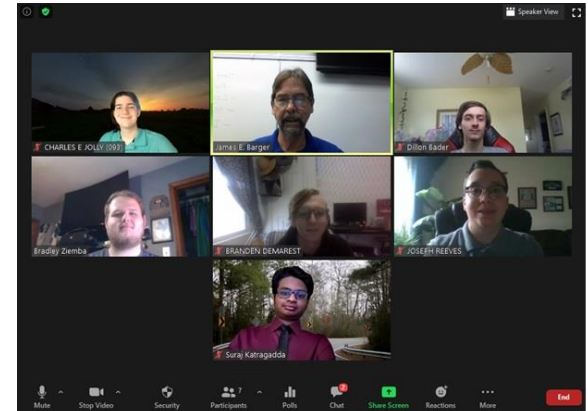 Speaker View
CHARLES E JOLLY (093)
James E. Barger
Dillon Bader
Bradley Ziemba
BRANDEN DEMAREST
JOSEPH REEVES
Suraj Katragadda
Mute
Stop Video
Security
7
Participants
Polls
2
Chat
Share Screen
Reactions
More
End